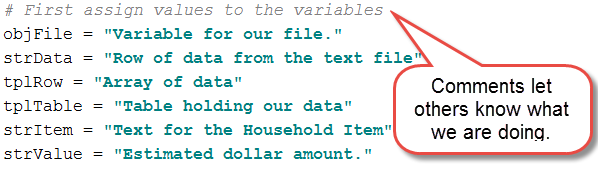 # First assign values to the variables
objFile = "Variable for our file."
strData = "Row of data from the text file"
tplRow = "Array of data"
tplTable = "Table holding our data"
strItem = "Text for the Household Item"
strValue = "Estimated dollar amount."
Comments let
others know what
we are doing.